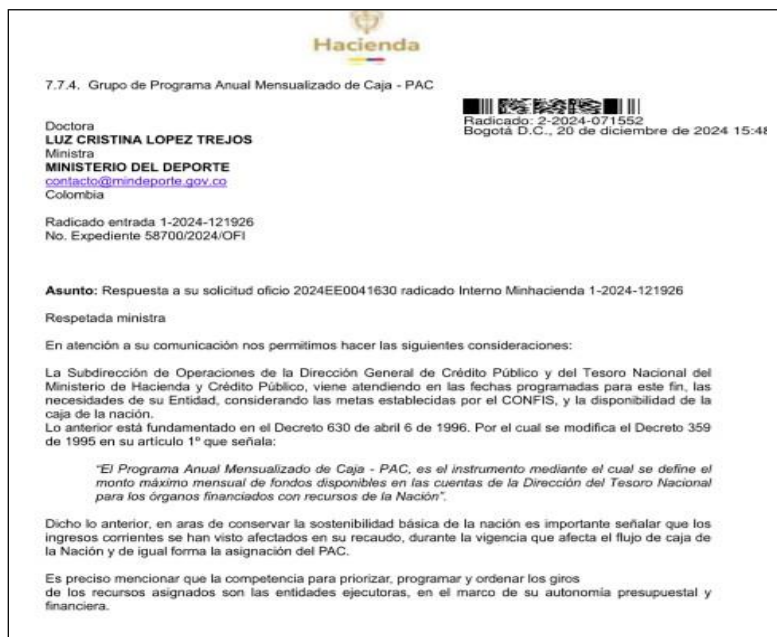 Hacienda
7.7.4. Grupo de Programa Anual Mensualizado de Caja - PAC
Radicado: 2-2024-071552
Bogotá D.C., 20 de diciembre de 2024 15:48
Doctora
LUZ CRISTINA LOPEZ TREJOS
Ministra
MINISTERIO DEL DEPORTE
contacto@mindeporte.gov.co
Colombia
Radicado entrada 1-2024-121926
No. Expediente 58700/2024/OFI
Asunto: Respuesta a su solicitud oficio 2024EE0041630 radicado Interno Minhacienda 1-2024-121926
Respetada ministra
En atención a su comunicación nos permitimos hacer las siguientes consideraciones:
La Subdirección de Operaciones de la Dirección General de Crédito Público y del Tesoro Nacional del
Ministerio de Hacienda y Crédito Público, viene atendiendo en las fechas programadas para este fin, las
necesidades de su Entidad, considerando las metas establecidas por el CONFIS, y la disponibilidad de la
caja de la nación.
Lo anterior está fundamentado en el Decreto 630 de abril 6 de 1996. Por el cual se modifica el Decreto 359
de 1995 en su artículo 1º que señala:
“El Programa Anual Mensualizado de Caja - PAC, es el instrumento mediante el cual se define el
monto máximo mensual de fondos disponibles en las cuentas de la Dirección del Tesoro Nacional
para los órganos financiados con recursos de la Nación”.
Dicho lo anterior, en aras de conservar la sostenibilidad básica de la nación es importante señalar que los
ingresos corrientes se han visto afectados en su recaudo, durante la vigencia que afecta el flujo de caja de
la Nación y de igual forma la asignación del PAC.
Es preciso mencionar que la competencia para priorizar, programar y ordenar los giros
de los recursos asignados son las entidades ejecutoras, en el marco de su autonomía presupuestal y
financiera.